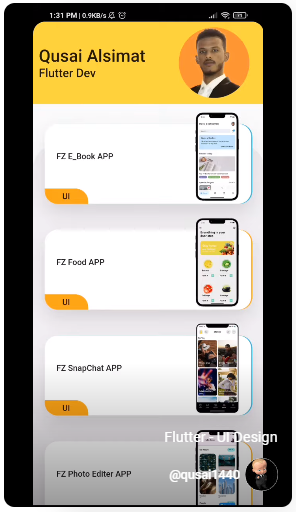 1:31 PM | 0.9KB/s
Qusai Alsimat
Flutter Dev
FZ E_Book APP
UI
FZ Food APP
UI
FZ SnapChat APP
UI
Flutter - UI Design
FZ Photo Editer APP
@qusai1440